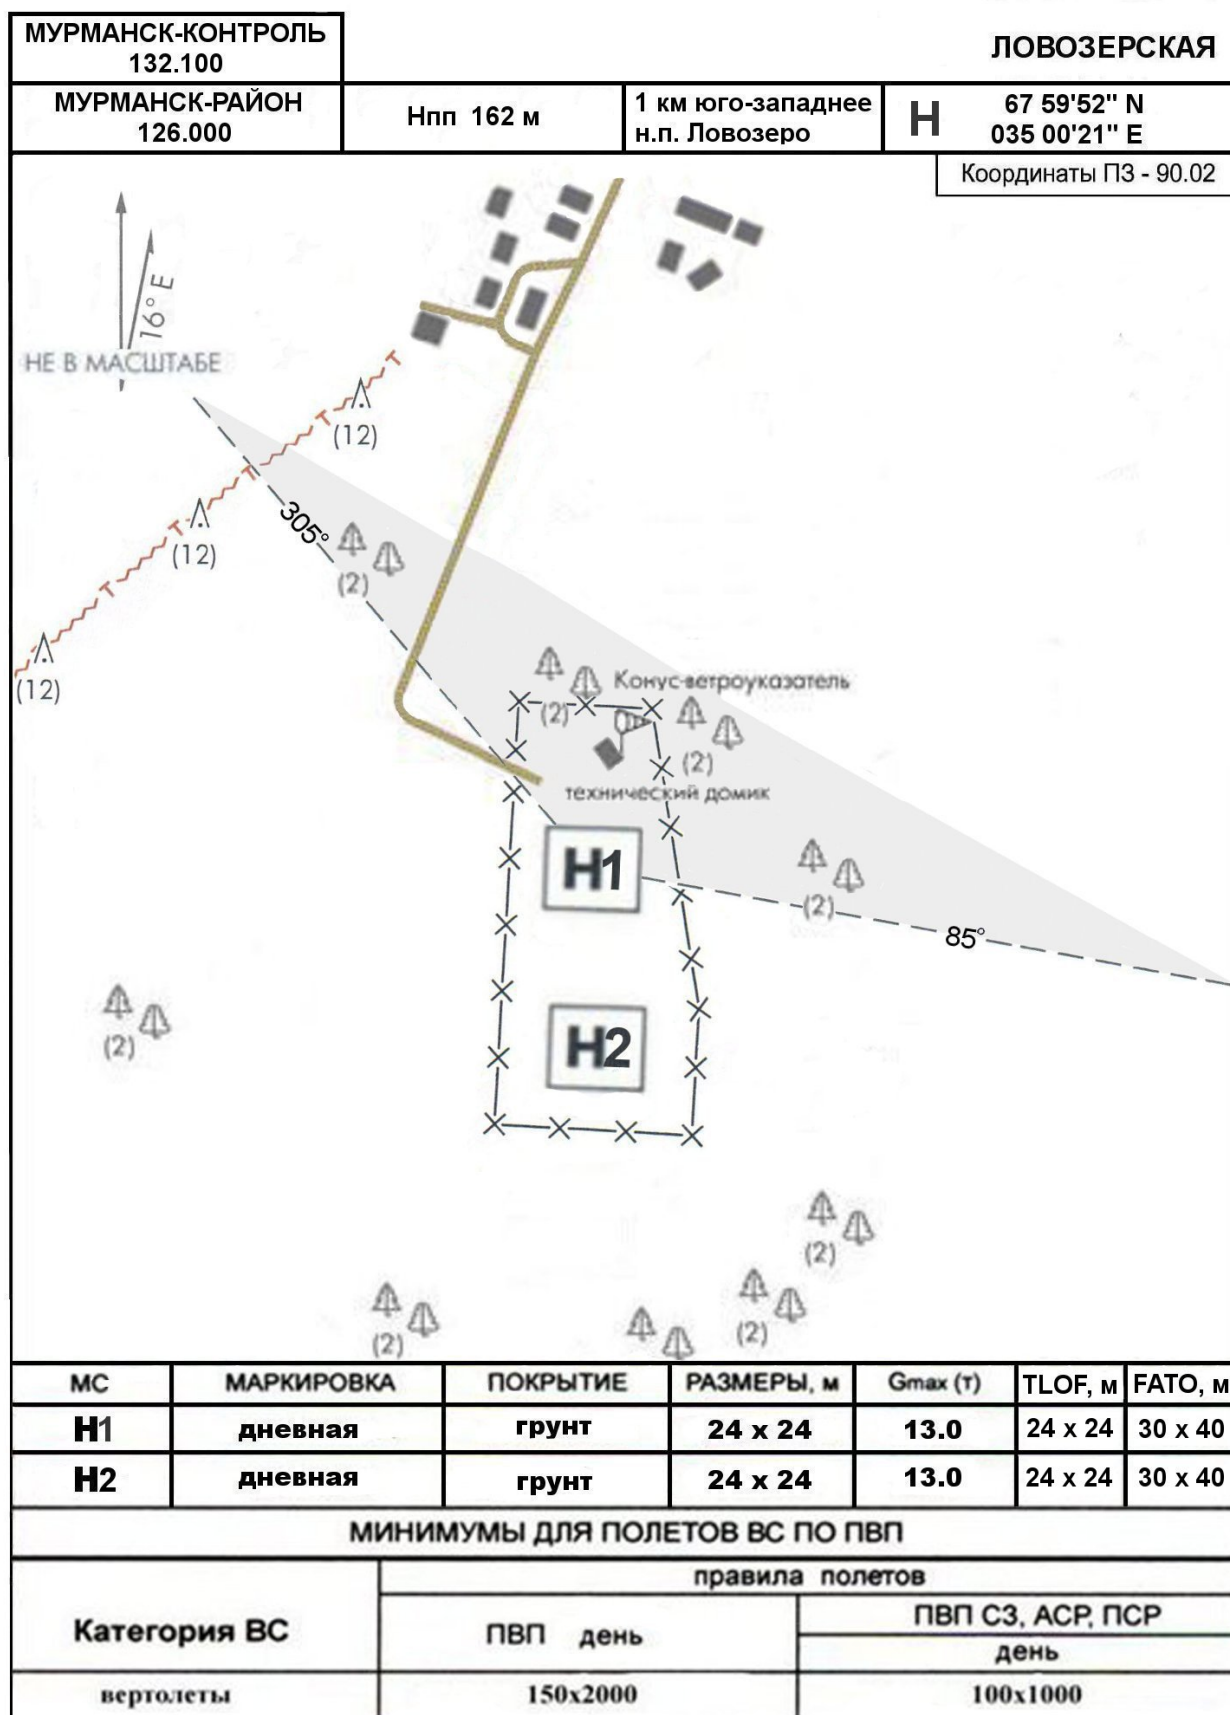 МУРМАНСК-КОНТРОЛЬ
132.100
ЛОВОЗЕРСКАЯ
МУРМАНСК-РАЙОН
126.000
Нпп 162 м
1 км юго-западнее
н.п. Ловозеро
H
67 59'52" N
035 00'21" E
Координаты ПЗ - 90.02
16° E
НЕ В МАСШТАБЕ
(12)
(12)
(12)
305°
(2)
Конус-ветроуказатель
(2)
(2)
технический домик
H1
(2)
85°
(2)
H2
(2)
(2)
(2)
МС МАРКИРОВКА ПОКРЫТИЕ РАЗМЕРЫ, м Gmax (т) TLOF, м FATO, м
H1 дневная грунт 24 x 24 13.0 24 x 24 30 x 40
H2 дневная грунт 24 x 24 13.0 24 x 24 30 x 40
МИНИМУМЫ ДЛЯ ПОЛЕТОВ ВС ПО ПВП
Категория ВС
правила полетов
ПВП день
ПВП СЗ, АСР, ПСР
день
вертолеты 150x2000 100x1000